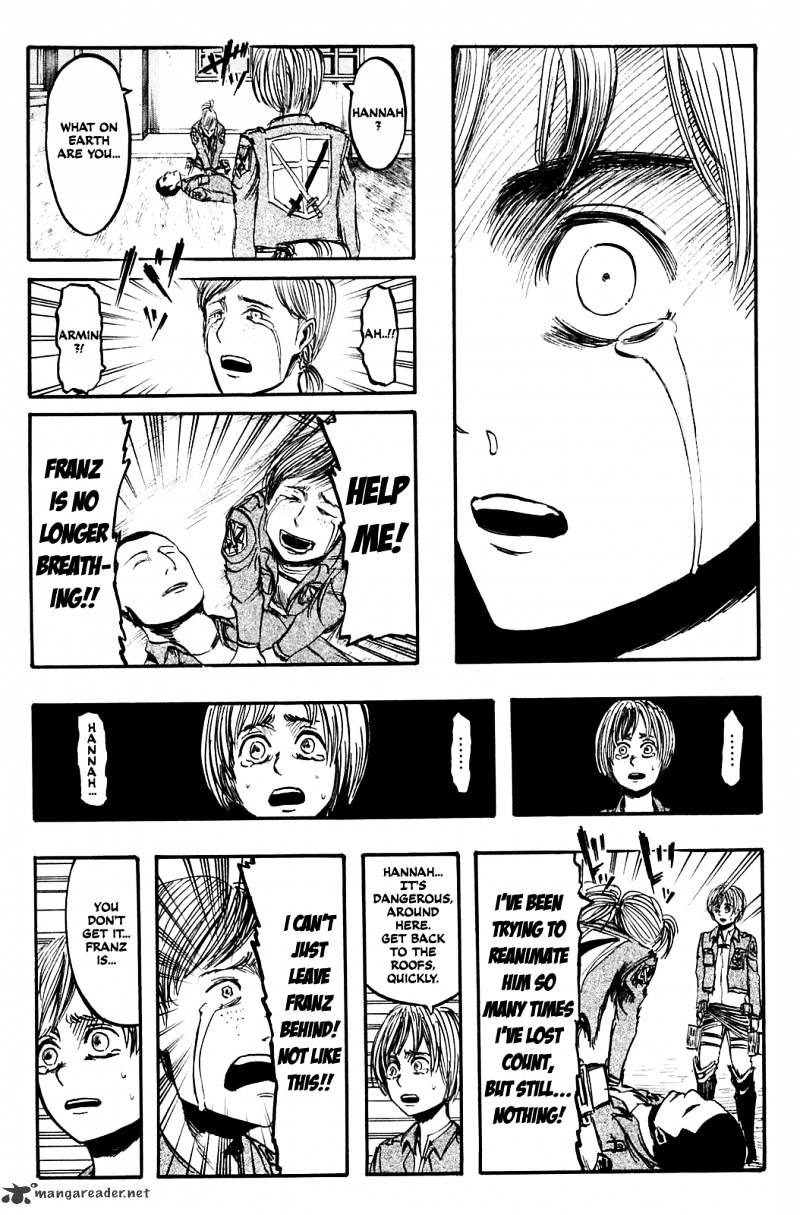 HANNAH
?
WHAT ON
EARTH
ARE YOU...
AH..!!
ARMIN
?!
HELP
ME!
FRANZ
IS NO
LONGER
BREATH-
ING!!
........
......
HANNAH...
I'VE BEEN
TRYING TO
REANIMATE
HIM SO
MANY TIMES
I'VE LOST
COUNT,
BUT STILL...
NOTHING!
HANNAH...
IT'S
DANGEROUS,
AROUND
HERE.
GET BACK
TO THE
ROOFS,
QUICKLY.
I CAN'T
JUST
LEAVE
FRANZ
BEHIND!
NOT LIKE
THIS!!
YOU
DON'T
GET IT...
FRANZ
IS...
mangareader.net